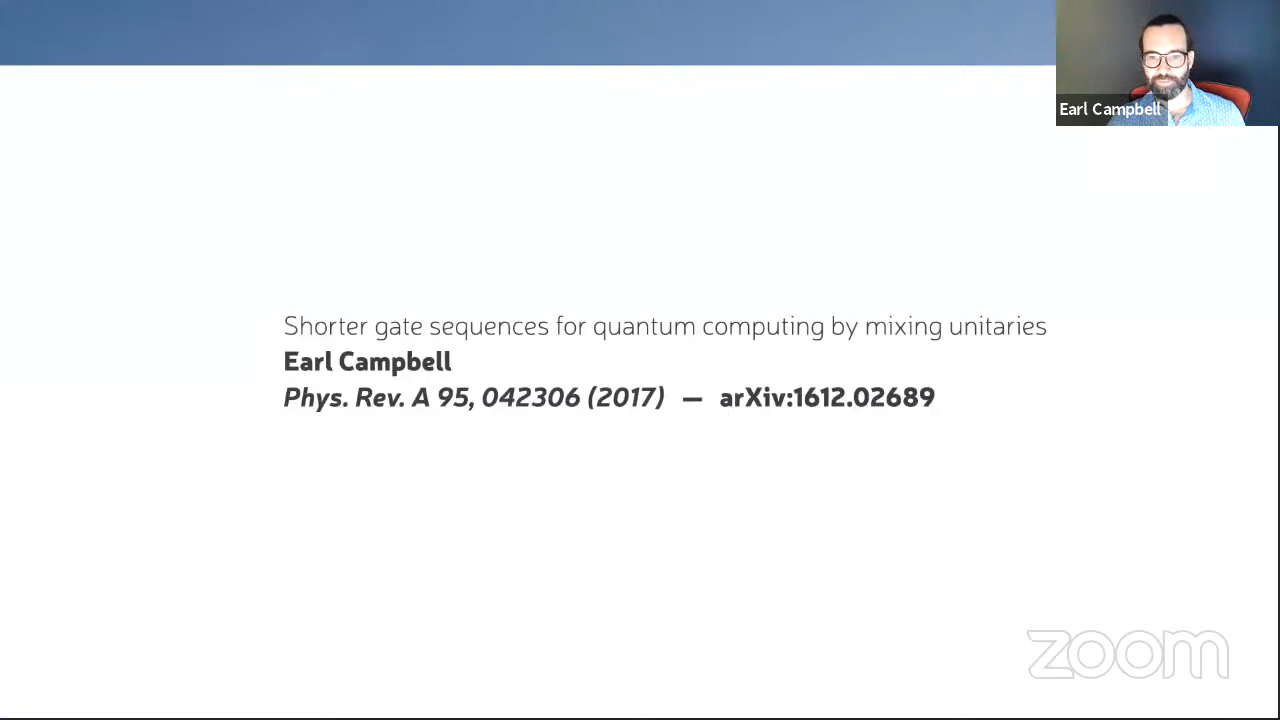 Earl Campbell
Shorter gate sequences for quantum computing by mixing unitaries
Earl Campbell
Phys. Rev. A 95, 042306 (2017) — arXiv:1612.02689
zoom